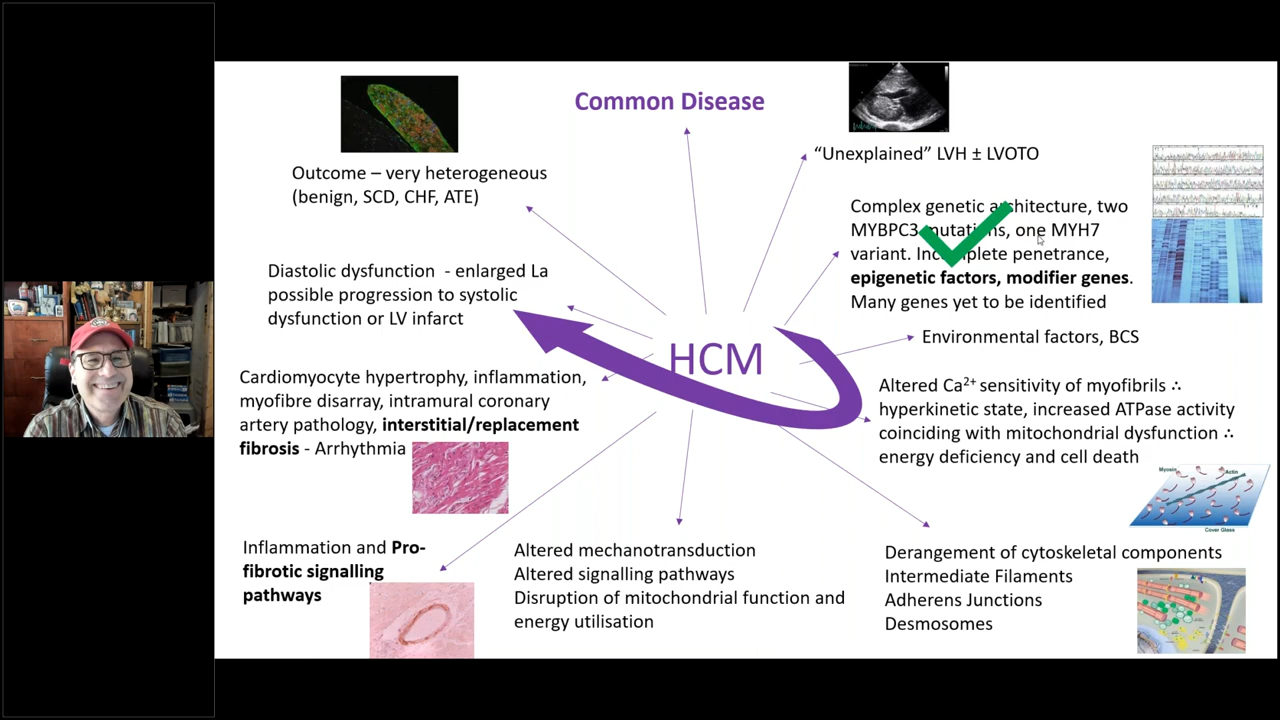 Common Disease
Outcome – very heterogeneous
(benign, SCD, CHF, ATE)
"Unexplained" LVH ± LVOTO
Complex genetic architecture, two
MYBPC3 mutations, one MYH7
variant. Incomplete penetrance,
epigenetic factors, modifier genes.
Many genes yet to be identified
Diastolic dysfunction - enlarged La
possible progression to systolic
dysfunction or LV infarct
HCM
Environmental factors, BCS
Cardiomyocyte hypertrophy, inflammation,
myofibre disarray, intramural coronary
artery pathology, interstitial/replacement
fibrosis - Arrhythmia
Altered Ca²⁺ sensitivity of myofibrils ∴
hyperkinetic state, increased ATPase activity
coinciding with mitochondrial dysfunction ∴
energy deficiency and cell death
Myosin
Actin
Cover Glass
Inflammation and Pro-
fibrotic signalling
pathways
Altered mechanotransduction
Altered signalling pathways
Disruption of mitochondrial function and
energy utilisation
Derangement of cytoskeletal components
Intermediate Filaments
Adherens Junctions
Desmosomes